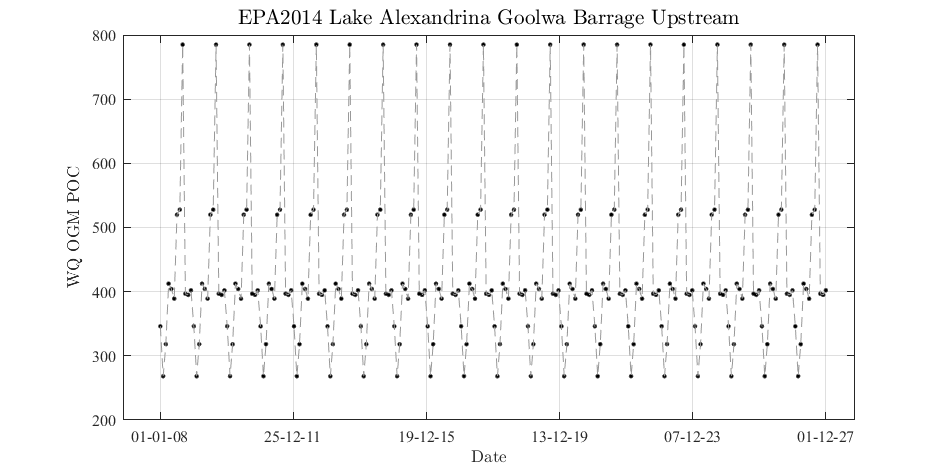 EPA2014 Lake Alexandrina Goolwa Barrage Upstream
800
700
600
500
400
300
200
WQ OGM POC
01-01-08 25-12-11 19-12-15 13-12-19 07-12-23 01-12-27
Date